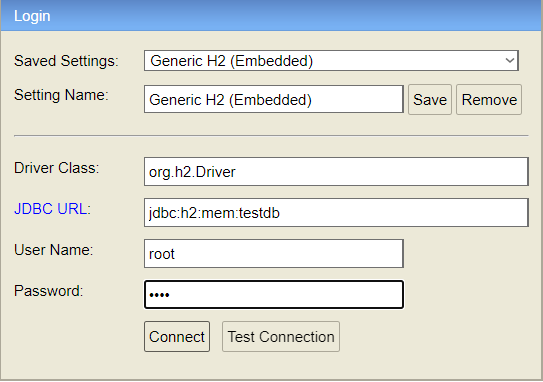 Login
Saved Settings: Generic H2 (Embedded)
Setting Name: Generic H2 (Embedded) Save Remove
Driver Class: org.h2.Driver
JDBC URL: jdbc:h2:mem:testdb
User Name: root
Password: ••••
Connect Test Connection